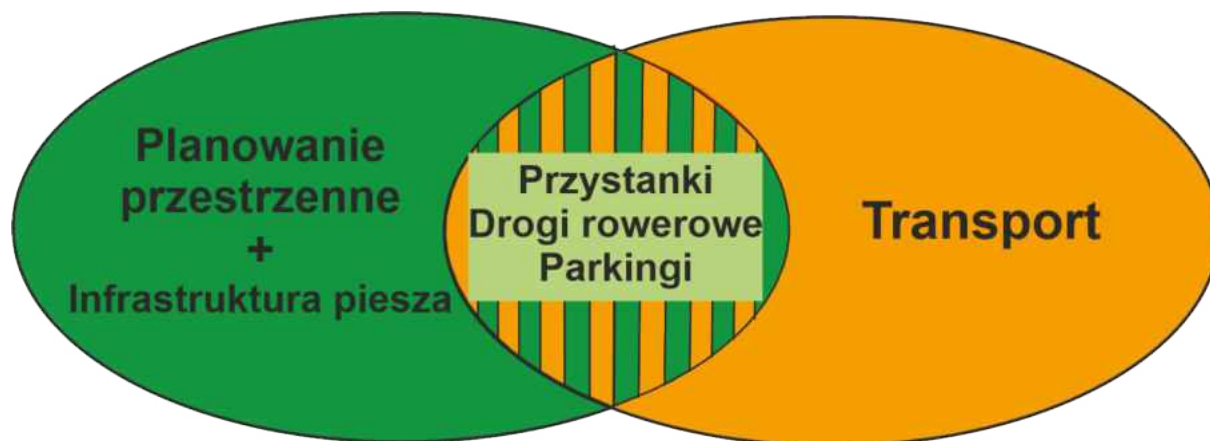 Planowanie
przestrzenne
+
Infrastruktura piesza
Przystanki
Drogi rowerowe
Parkingi
Transport